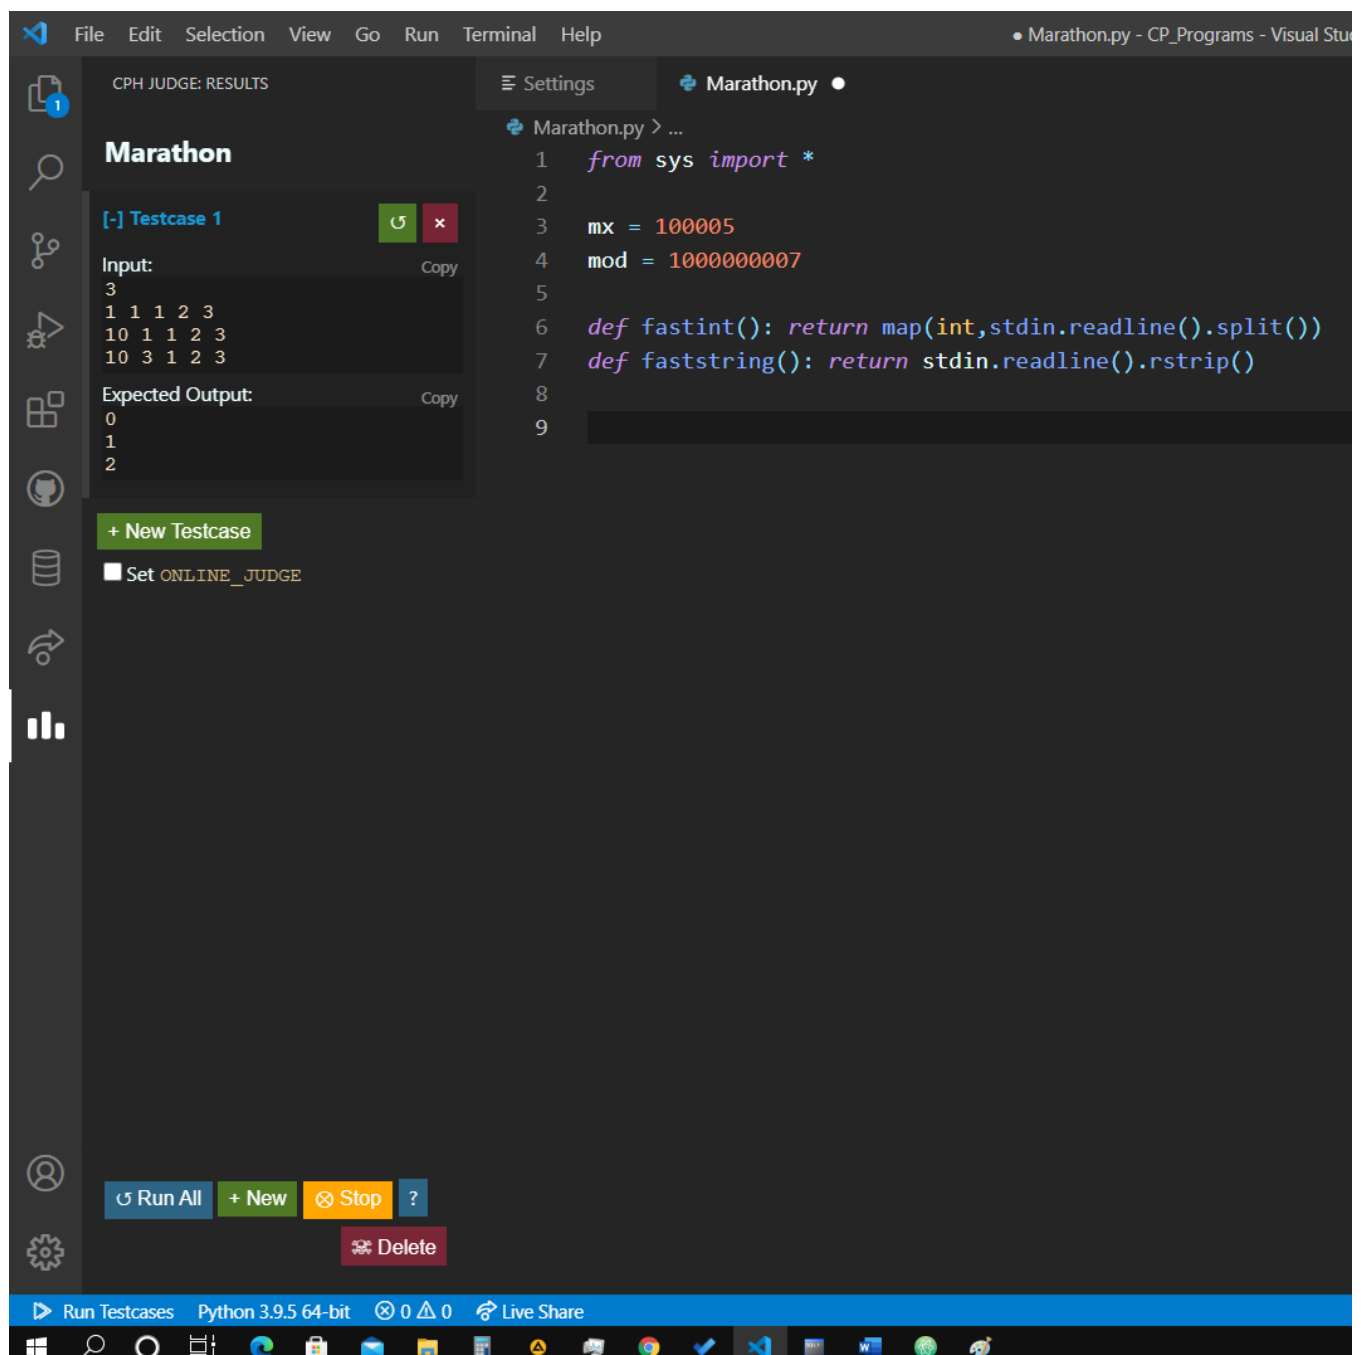 File Edit Selection View Go Run Terminal Help ● Marathon.py - CP_Programs - Visual Stu
1
CPH JUDGE: RESULTS
Settings Marathon.py ●
Marathon.py > ...
Marathon
[-] Testcase 1
Input:
Copy
3
1 1 1 2 3
10 1 1 2 3
10 3 1 2 3
Expected Output:
Copy
0
1
2
+ New Testcase
Set ONLINE_JUDGE
1 from sys import *
2
3 mx = 100005
4 mod = 1000000007
5
6 def fastint(): return map(int,stdin.readline().split())
7 def faststring(): return stdin.readline().rstrip()
8
9
↺ Run All + New ⊗ Stop ?
☠ Delete
Run Testcases Python 3.9.5 64-bit ⊗ 0 ⚠ 0 Live Share